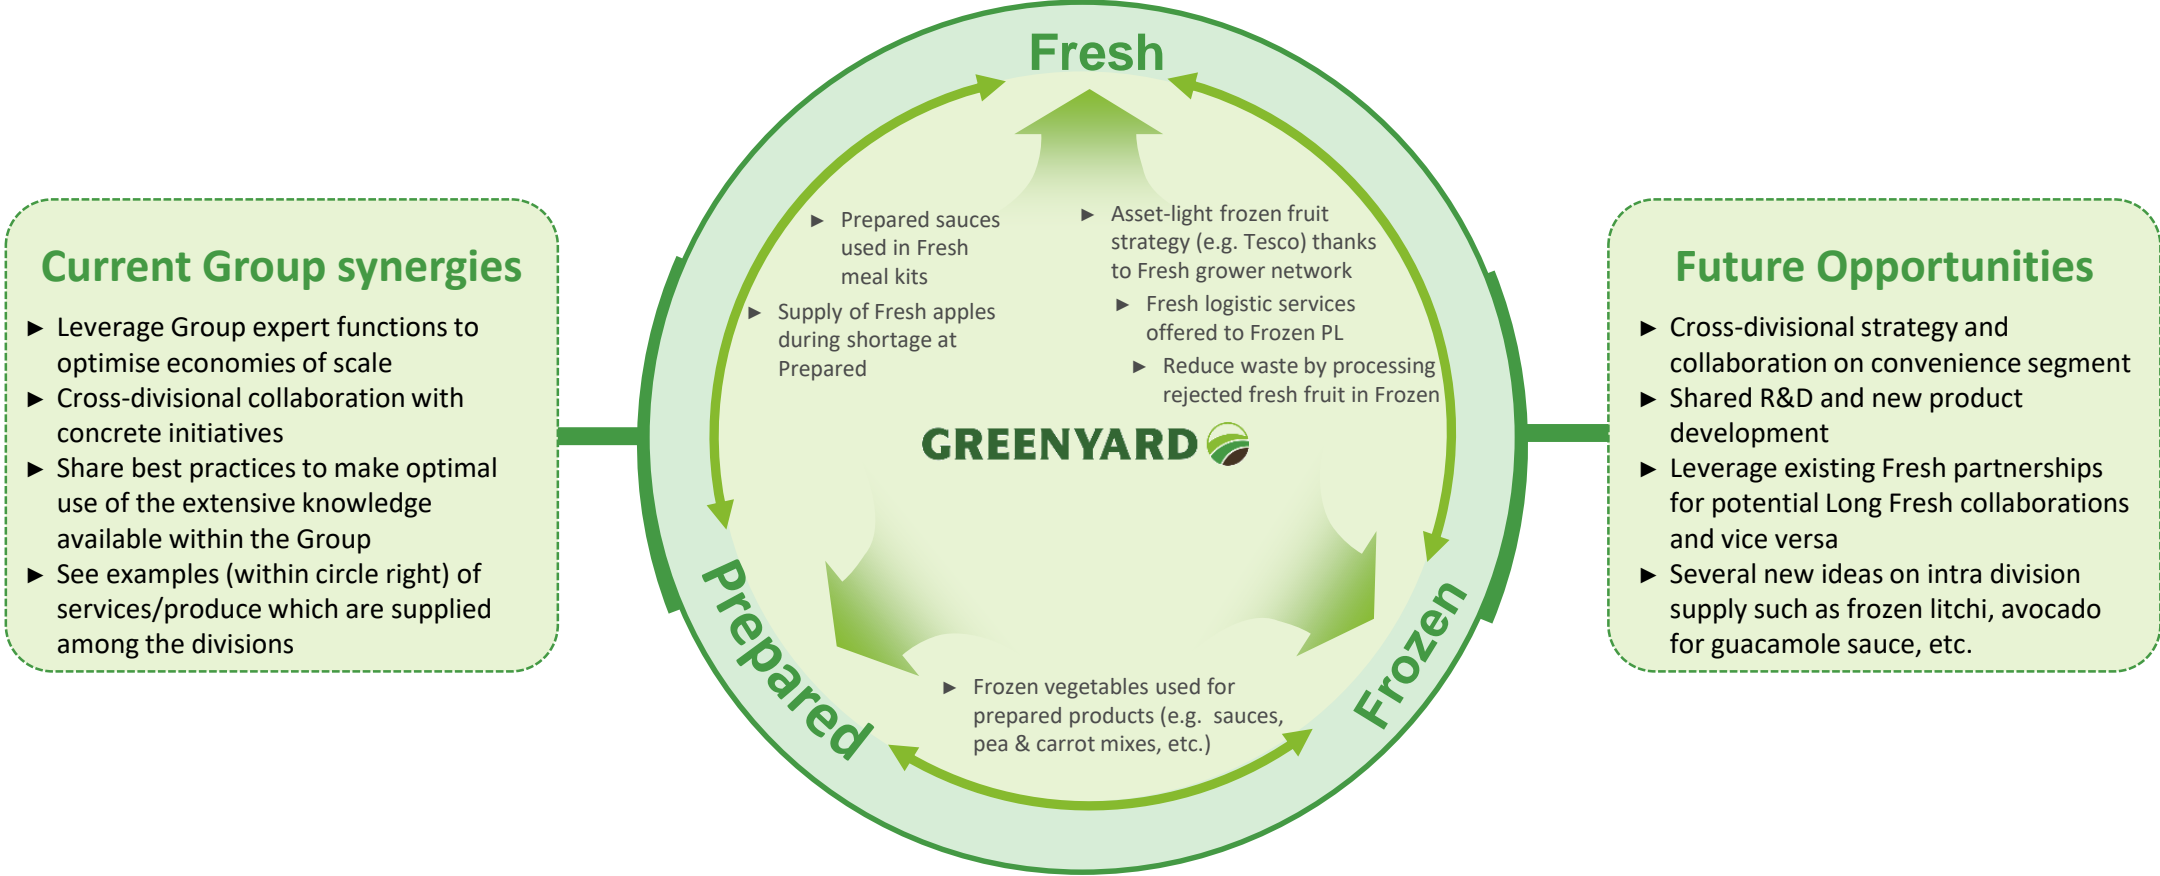 Fresh
Current Group synergies
► Leverage Group expert functions to
optimise economies of scale
► Cross-divisional collaboration with
concrete initiatives
► Share best practices to make optimal
use of the extensive knowledge
available within the Group
► See examples (within circle right) of
services/produce which are supplied
among the divisions
► Prepared sauces
used in Fresh
meal kits
► Supply of Fresh apples
during shortage at
Prepared
► Asset-light frozen fruit
strategy (e.g. Tesco) thanks
to Fresh grower network
► Fresh logistic services
offered to Frozen PL
► Reduce waste by processing
rejected fresh fruit in Frozen
GREENYARD
Prepared
Frozen
► Frozen vegetables used for
prepared products (e.g. sauces,
pea & carrot mixes, etc.)
Future Opportunities
► Cross-divisional strategy and
collaboration on convenience segment
► Shared R&D and new product
development
► Leverage existing Fresh partnerships
for potential Long Fresh collaborations
and vice versa
► Several new ideas on intra division
supply such as frozen litchi, avocado
for guacamole sauce, etc.